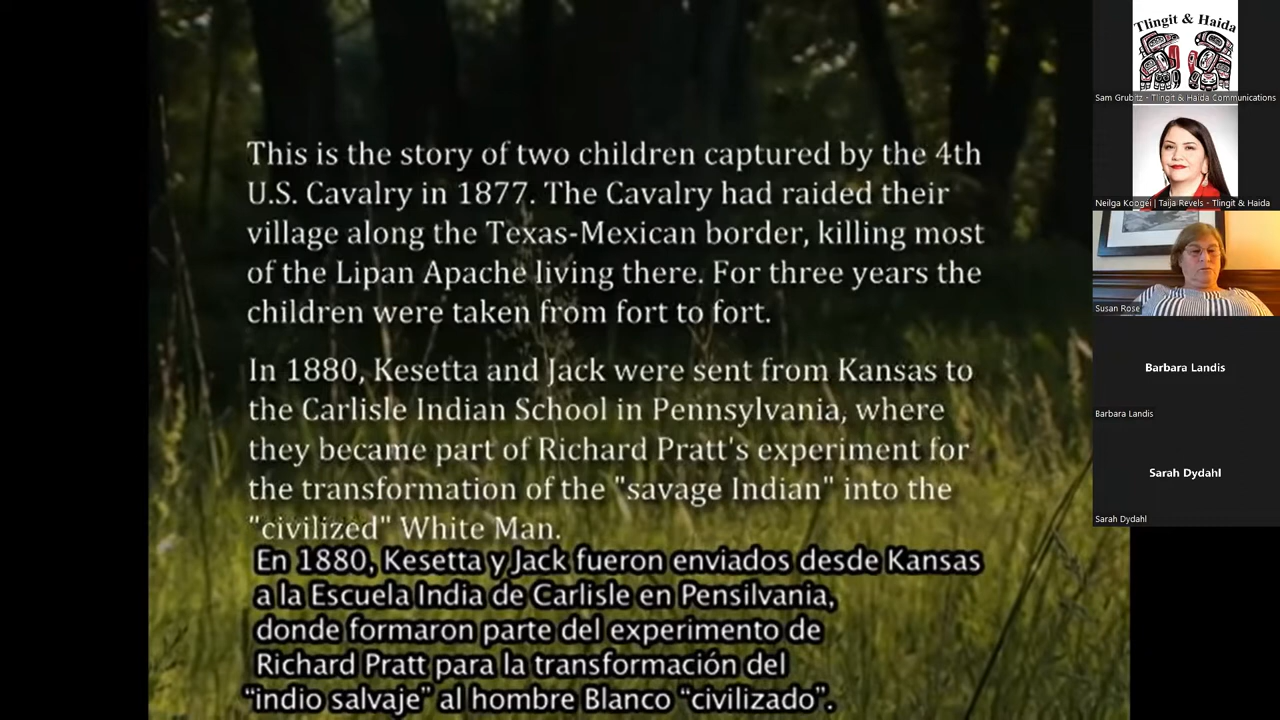 This is the story of two children captured by the 4th
U.S. Cavalry in 1877. The Cavalry had raided their
village along the Texas-Mexican border, killing most
of the Lipan Apache living there. For three years the
children were taken from fort to fort.
In 1880, Kesetta and Jack were sent from Kansas to
the Carlisle Indian School in Pennsylvania, where
they became part of Richard Pratt's experiment for
the transformation of the "savage Indian" into the
"civilized" White Man.
En 1880, Kesetta y Jack fueron enviados desde Kansas
a la Escuela India de Carlisle en Pensilvania,
donde formaron parte del experimento de
Richard Pratt para la transformación del
“indio salvaje” al hombre Blanco “civilizado”.
Tlingit & Haida
Sam Grubitz - Tlingit & Haida Communications
Neilga Koogéi | Taija Revels - Tlingit & Haida
Susan Rose
Barbara Landis
Barbara Landis
Sarah Dydahl
Sarah Dydahl